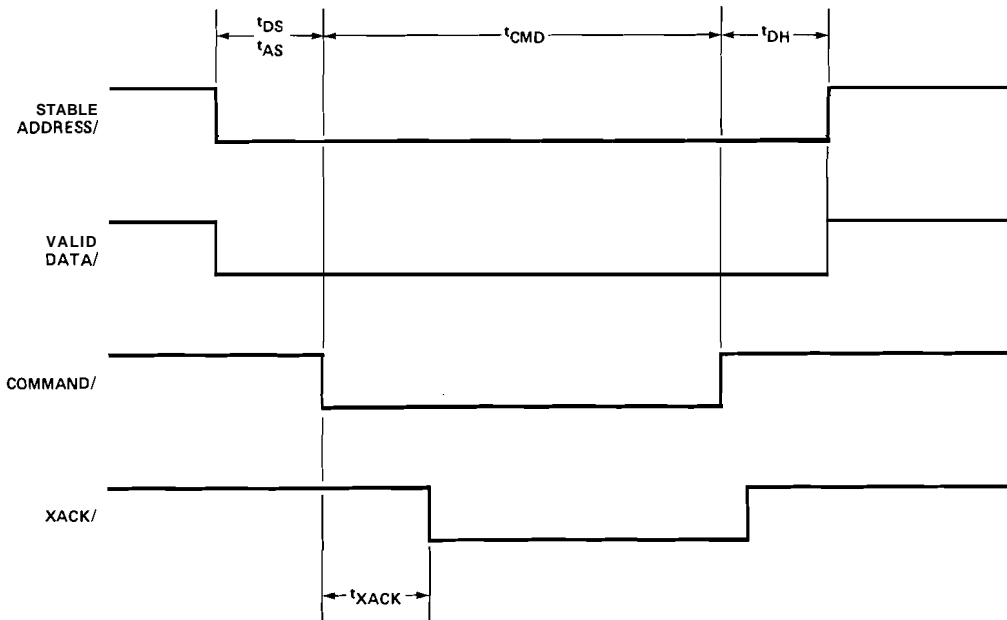 tDS
tAS
tCMD
tDH
STABLE
ADDRESS/
VALID
DATA/
COMMAND/
XACK/
tXACK